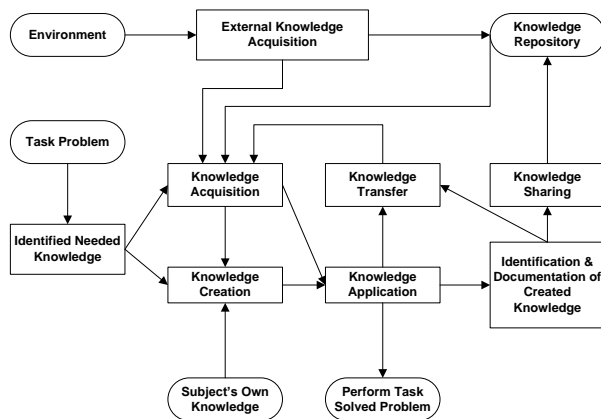 Environment
External Knowledge
Acquisition
Knowledge
Repository
Task Problem
Knowledge
Acquisition
Knowledge
Transfer
Knowledge
Sharing
Identified Needed
Knowledge
Knowledge
Creation
Knowledge
Application
Identification &
Documentation of
Created
Knowledge
Subject's Own
Knowledge
Perform Task
Solved Problem